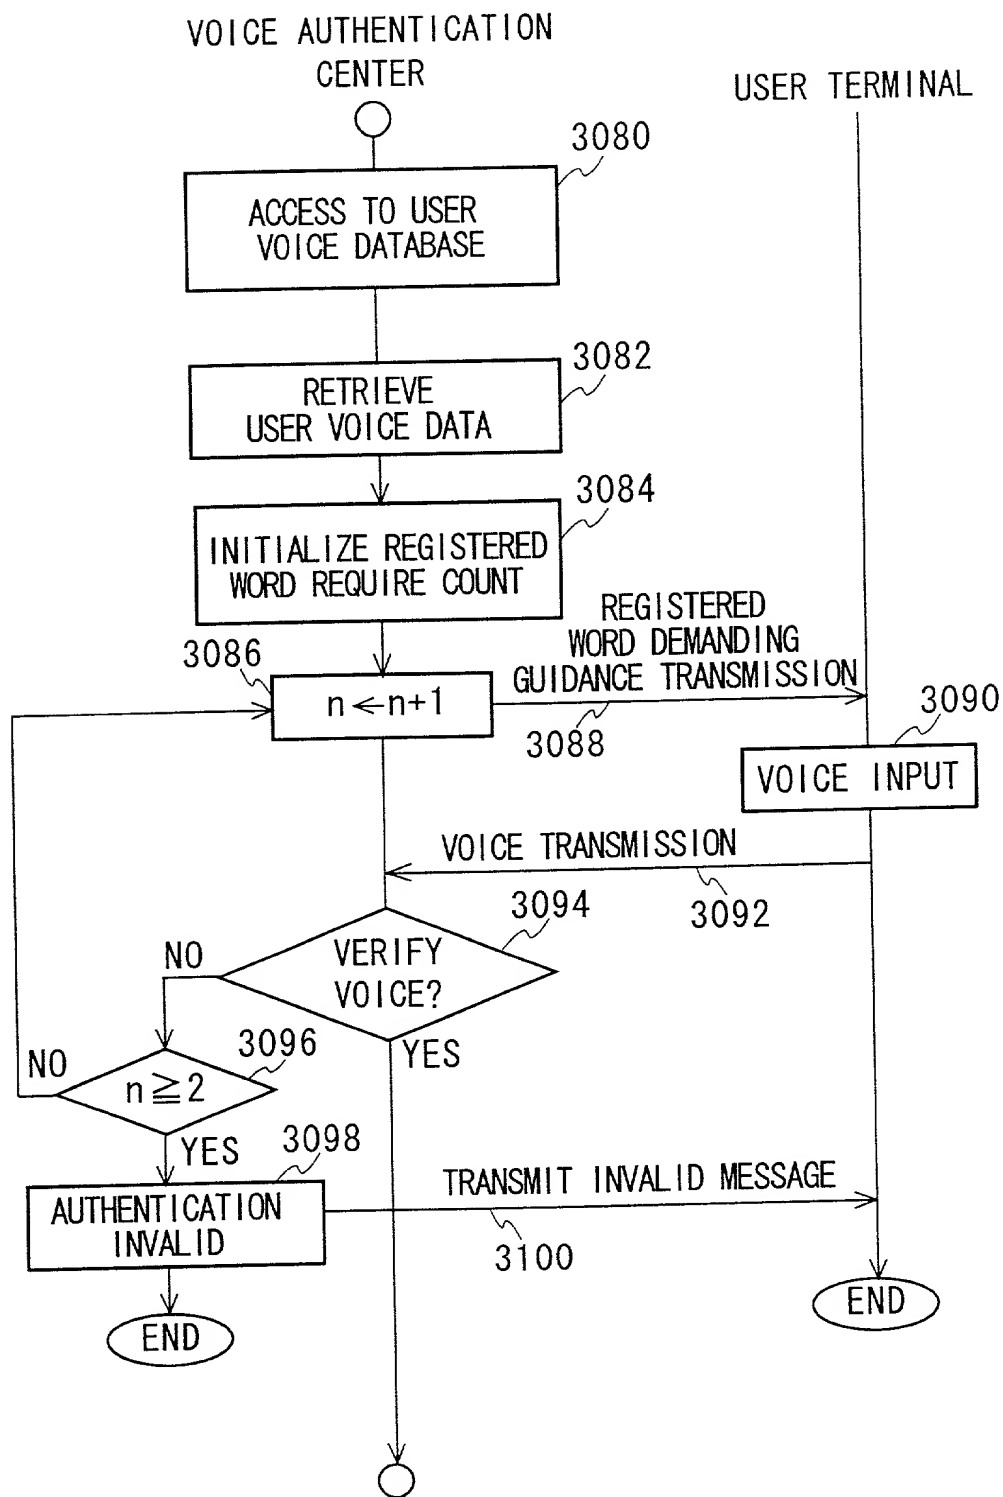 VOICE AUTHENTICATION
CENTER
USER TERMINAL
3080
ACCESS TO USER
VOICE DATABASE
3082
RETRIEVE
USER VOICE DATA
3084
INITIALIZE REGISTERED
WORD REQUIRE COUNT
REGISTERED
WORD DEMANDING
GUIDANCE TRANSMISSION
3086
n←n+1
3088
3090
VOICE INPUT
VOICE TRANSMISSION
3092
3094
VERIFY
VOICE?
NO
YES
3096
NO
n≧2
YES
3098
AUTHENTICATION
INVALID
TRANSMIT INVALID MESSAGE
3100
END
END